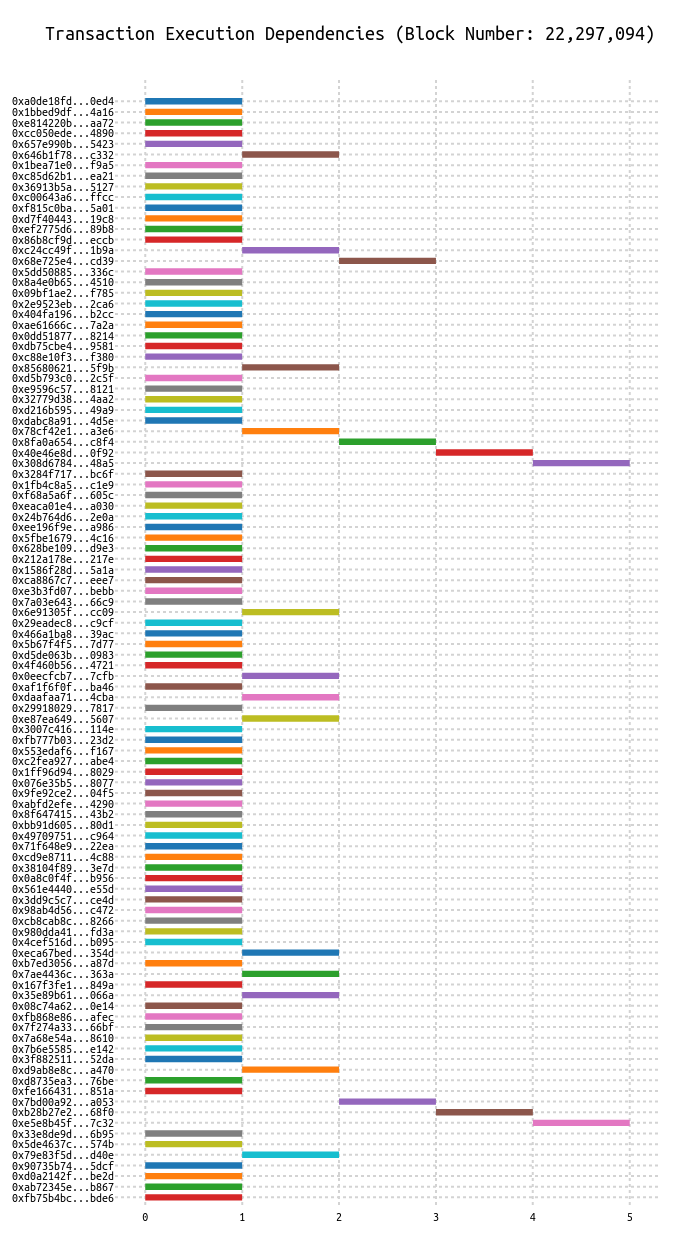 Transaction Execution Dependencies (Block Number: 22,297,094)
0xa0de18fd...0ed4
0x1bbed9df...4a16
0xe814220b...aa72
0xcc050ede...4890
0x657e990b...5423
0x646b1f78...c332
0x1bea71e0...f9a5
0xc85d62b1...ea21
0x36913b5a...5127
0xc00643a6...ffcc
0xf815c0ba...5a01
0xd7f40443...19c8
0xef2775d6...89b8
0x86b8cf9d...eccb
0xc24cc49f...1b9a
0x68e725e4...cd39
0x5dd50885...336c
0x8a4e0b65...4510
0x09bf1ae2...f785
0x2e9523eb...2ca6
0x404fa196...b2cc
0xae61666c...7a2a
0x0dd51877...8214
0xdb75cbe4...9581
0xc88e10f3...f380
0x85680621...5f9b
0xd5b793c0...2c5f
0xe9596c57...8121
0x32779d38...4aa2
0xd216b595...49a9
0xdabc8a91...4d5e
0x78cf42e1...a3e6
0x8fa0a654...c8f4
0x40e46e8d...0f92
0x308d6784...48a5
0x3284f717...bc6f
0x1fb4c8a5...c1e9
0xf68a5a6f...605c
0xeaca01e4...a030
0x24b764d6...2e0a
0xee196f9e...a986
0x5fbe1679...4c16
0x628be109...d9e3
0x212a178e...217e
0x1586f28d...5a1a
0xca8867c7...eee7
0xe3b3fd07...bebb
0x7a03e643...66c9
0x6e91305f...cc09
0x29eadec8...c9cf
0x466a1ba8...39ac
0x5b67f4f5...7d77
0xd5de063b...0983
0x4f460b56...4721
0x0eecfcb7...7cfb
0xaf1f6f0f...ba46
0xdaafaa71...4cba
0x29918029...7817
0xe87ea649...5607
0x3007c416...114e
0xfb777b03...23d2
0x553edaf6...f167
0xc2fea927...abe4
0x1ff96d94...8029
0x076e35b5...8077
0x9fe92ce2...04f5
0xabfd2efe...4290
0x8f647415...43b2
0xbb91d605...80d1
0x49709751...c964
0x71f648e9...22ea
0xcd9e8711...4c88
0x38104f89...3e7d
0x0a8c0f4f...b956
0x561e4440...e55d
0x3dd9c5c7...ce4d
0x98ab4d56...c472
0xcb8cab8c...8266
0x980dda41...fd3a
0x4cef516d...b095
0xeca67bed...354d
0xb7ed3056...a87d
0x7ae4436c...363a
0x167f3fe1...849a
0x35e89b61...066a
0x08c74a62...0e14
0xfb868e86...afec
0x7f274a33...66bf
0x7a68e54a...8610
0x7b6e5585...e142
0x3f882511...52da
0xd9ab8e8c...a470
0xd8735ea3...76be
0xfe166431...851a
0x7bd00a92...a053
0xb28b27e2...68f0
0xe5e8b45f...7c32
0x33e8de9d...6b95
0x5de4637c...574b
0x79e83f5d...d40e
0x90735b74...5dcf
0xd0a2142f...be2d
0xab72345e...b867
0xfb75b4bc...bde6
0 1 2 3 4 5